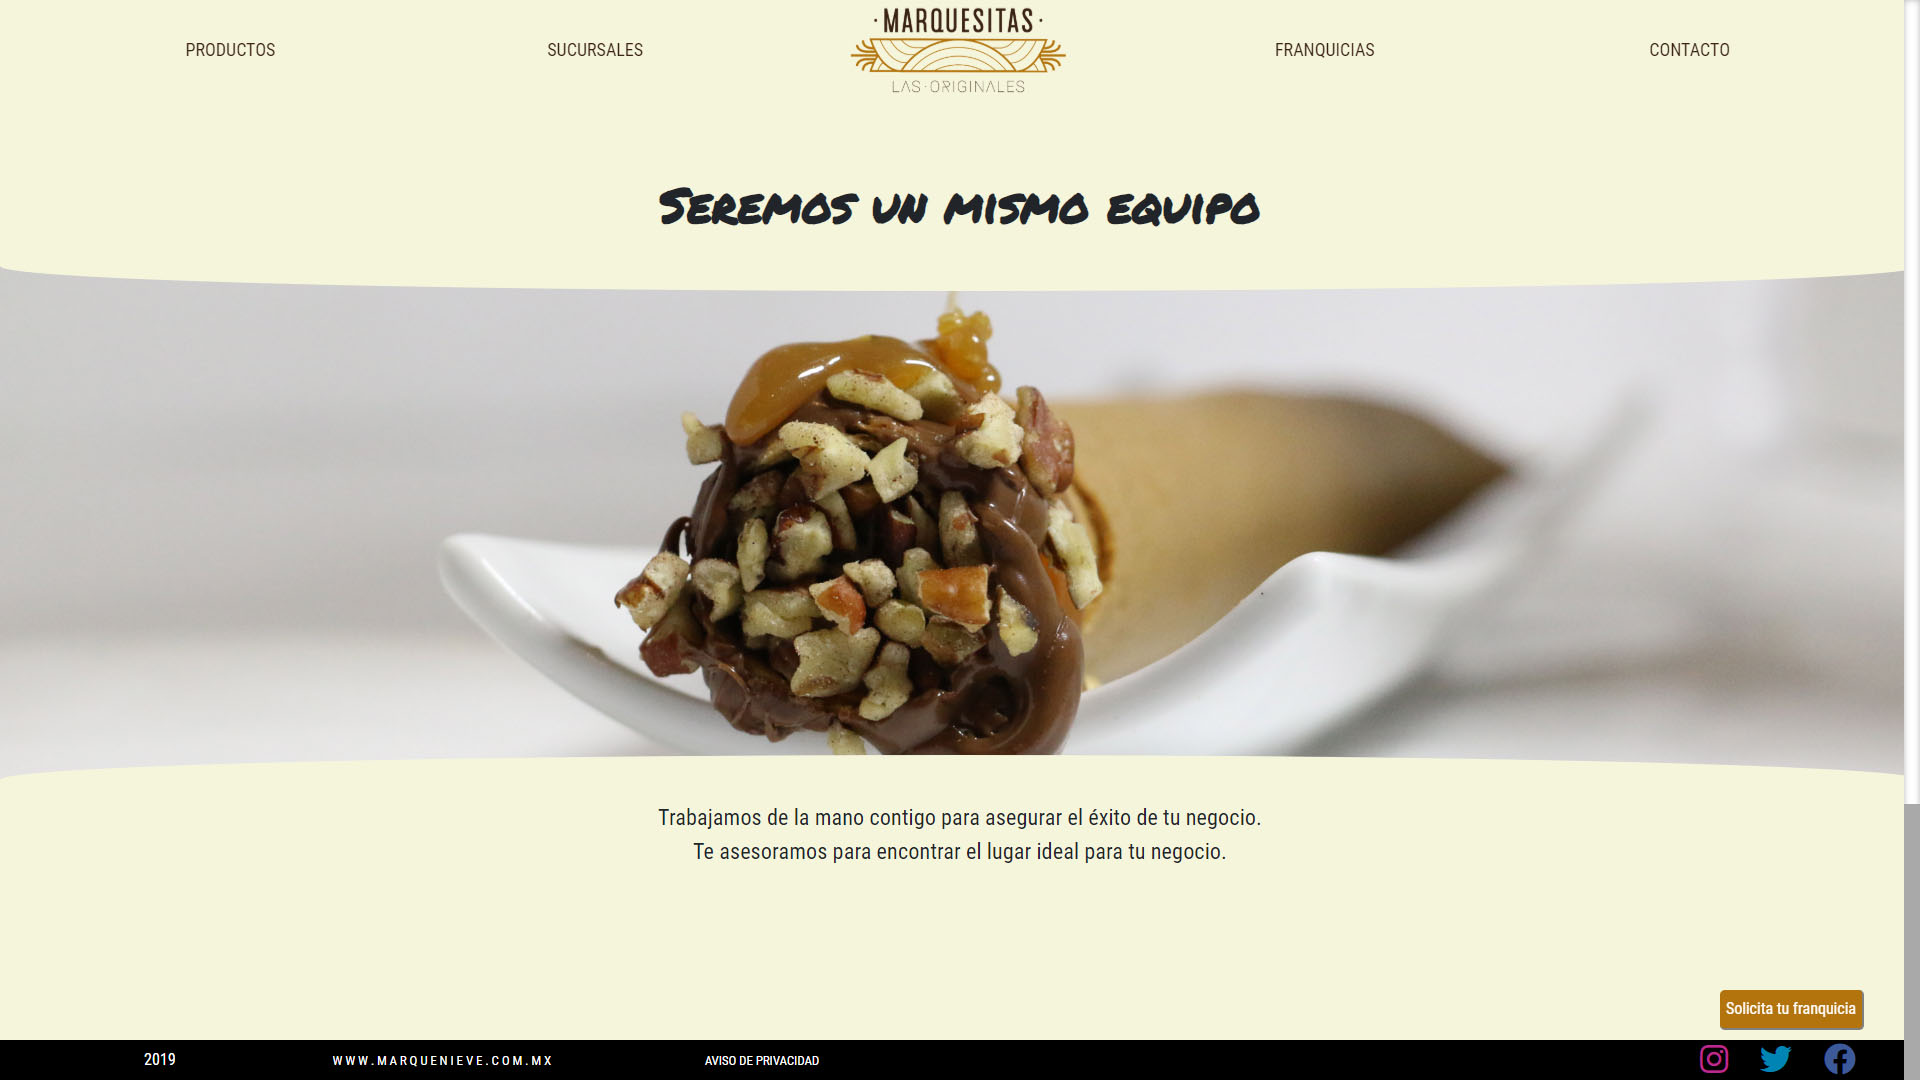 PRODUCTOS
SUCURSALES
· MARQUESITAS ·
LAS · ORIGINALES
FRANQUICIAS
CONTACTO
Seremos un mismo equipo
Trabajamos de la mano contigo para asegurar el éxito de tu negocio.
Te asesoramos para encontrar el lugar ideal para tu negocio.
Solicita tu franquicia
2019
WWW.MARQUENIEVE.COM.MX
AVISO DE PRIVACIDAD